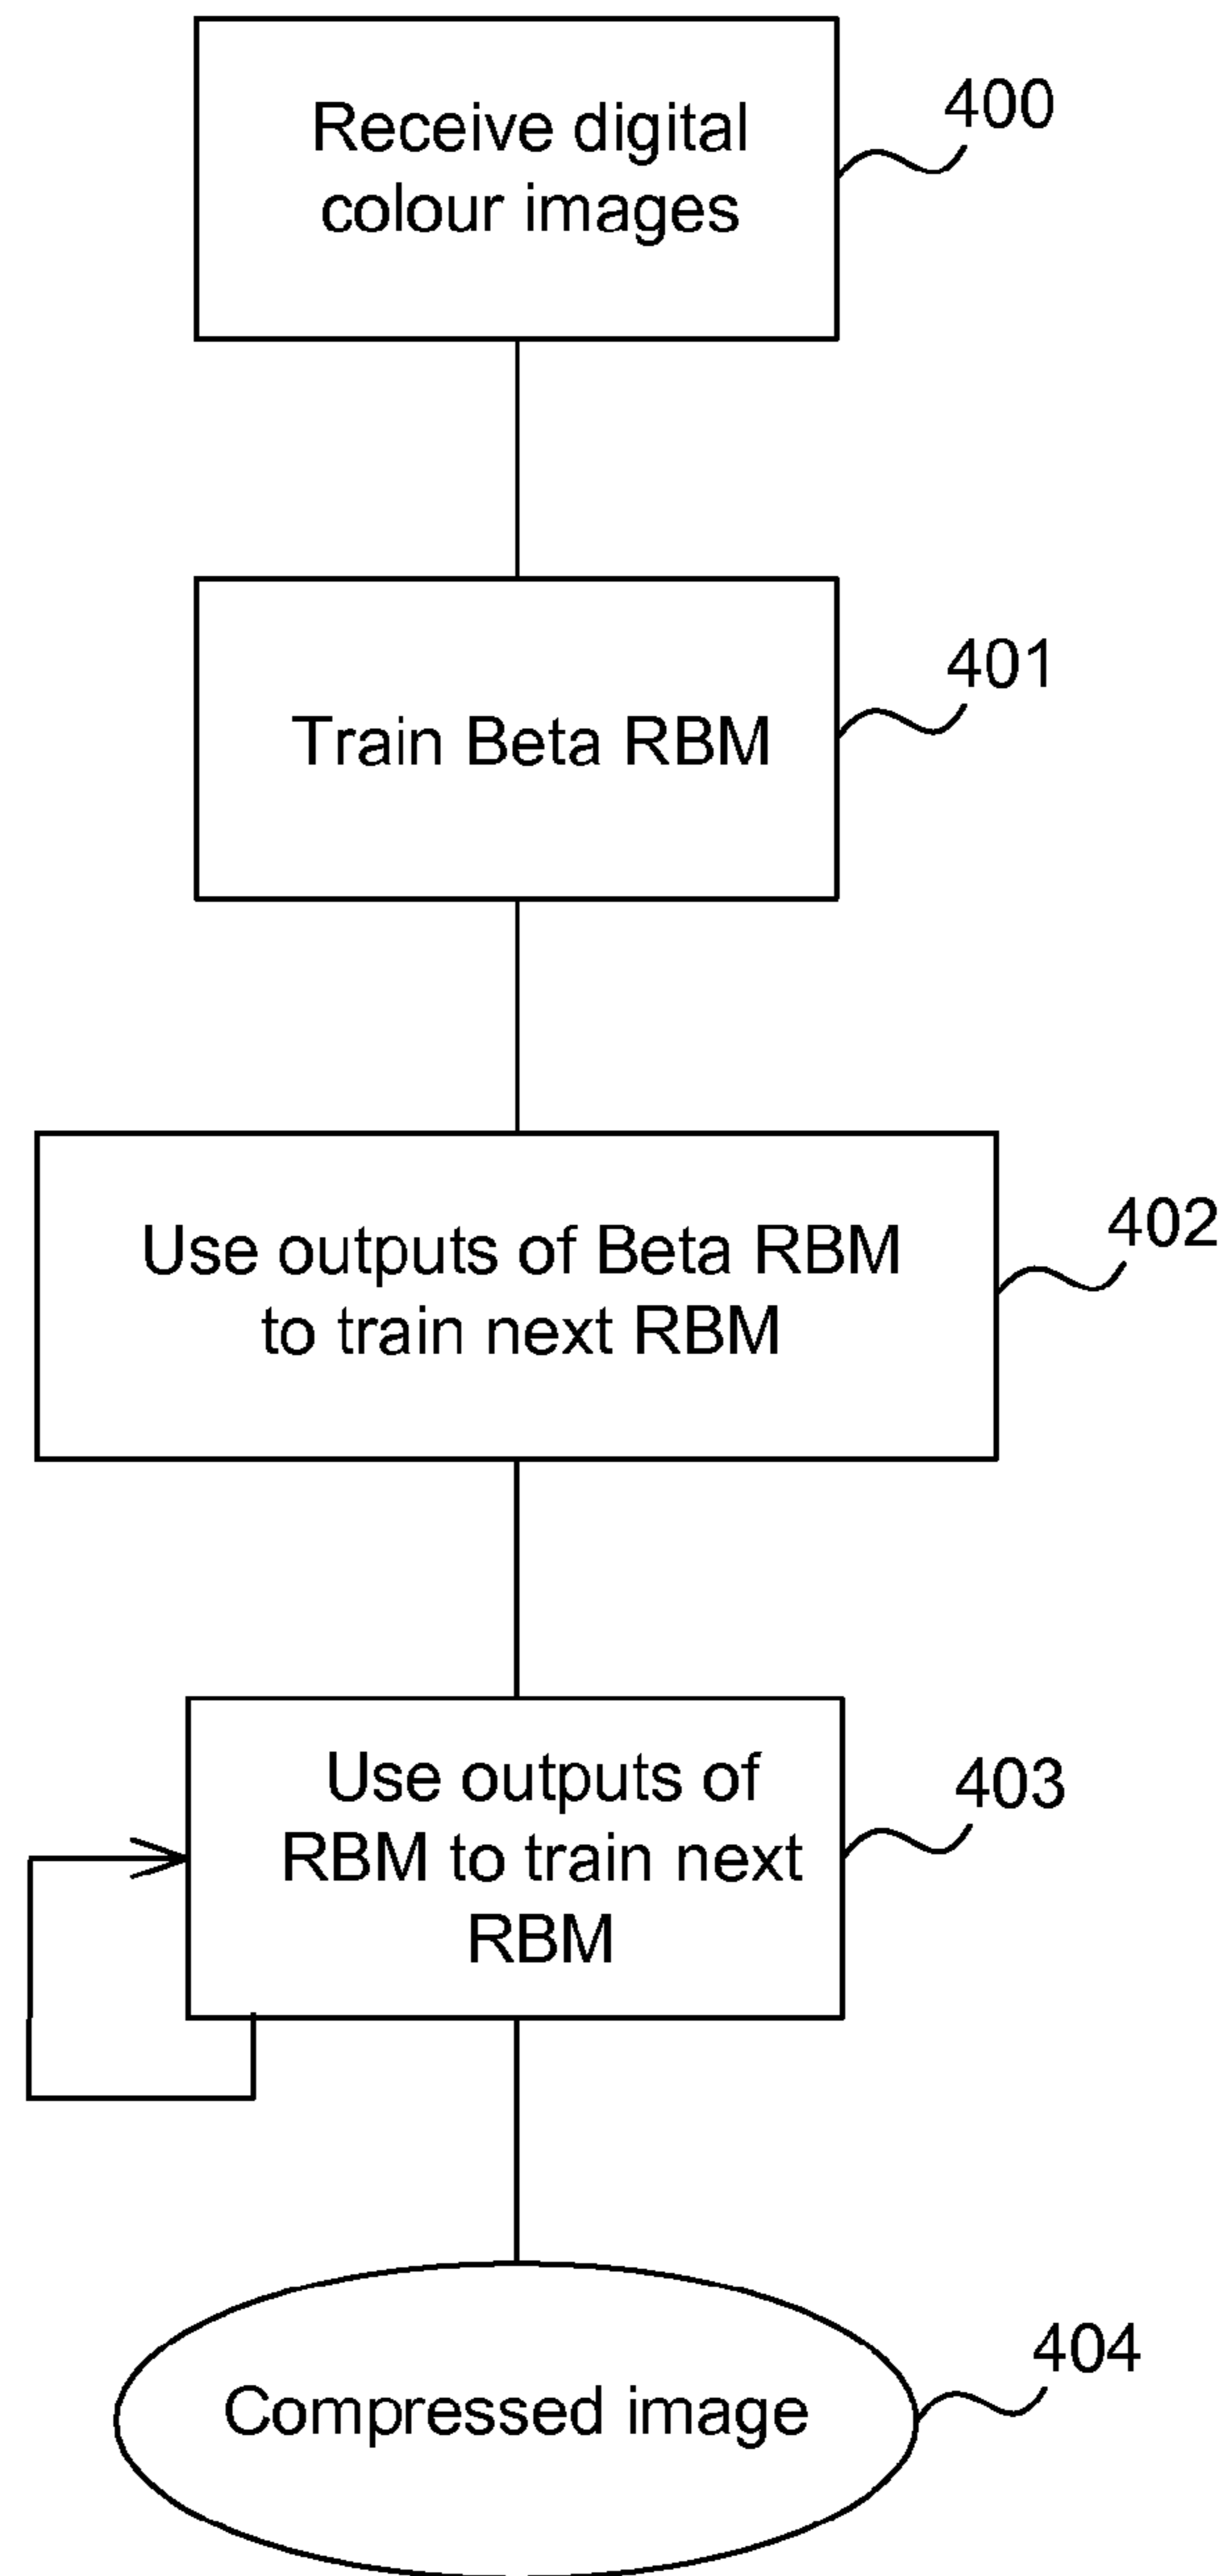 Receive digital
colour images
400
Train Beta RBM
401
Use outputs of Beta RBM
to train next RBM
402
Use outputs of
RBM to train next
RBM
403
Compressed image
404